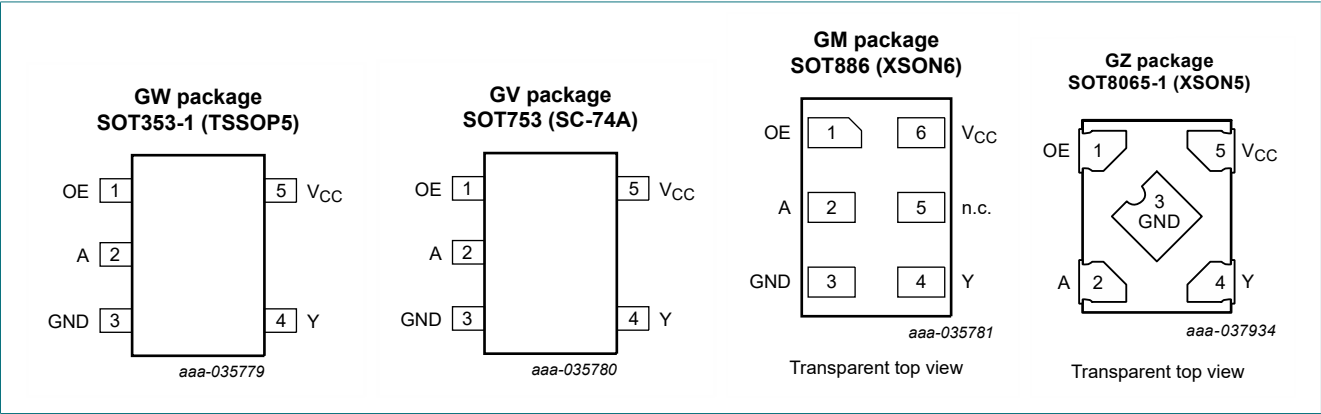 GW package
SOT353-1 (TSSOP5)
OE 1
5 VCC
A 2
GND 3
4 Y
aaa-035779
GV package
SOT753 (SC-74A)
OE 1
5 VCC
A 2
GND 3
4 Y
aaa-035780
GM package
SOT886 (XSON6)
OE 1
6 VCC
A 2
5 n.c.
GND 3
4 Y
aaa-035781
Transparent top view
GZ package
SOT8065-1 (XSON5)
OE 1
5 VCC
3
GND
A 2
4 Y
aaa-037934
Transparent top view